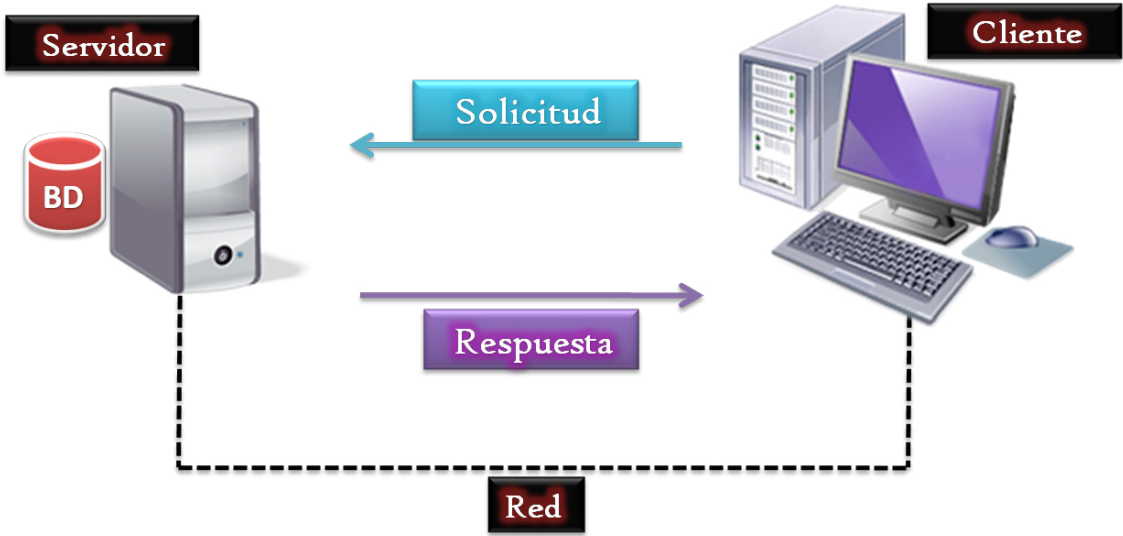 Servidor
Cliente
Solicitud
BD
Respuesta
Red